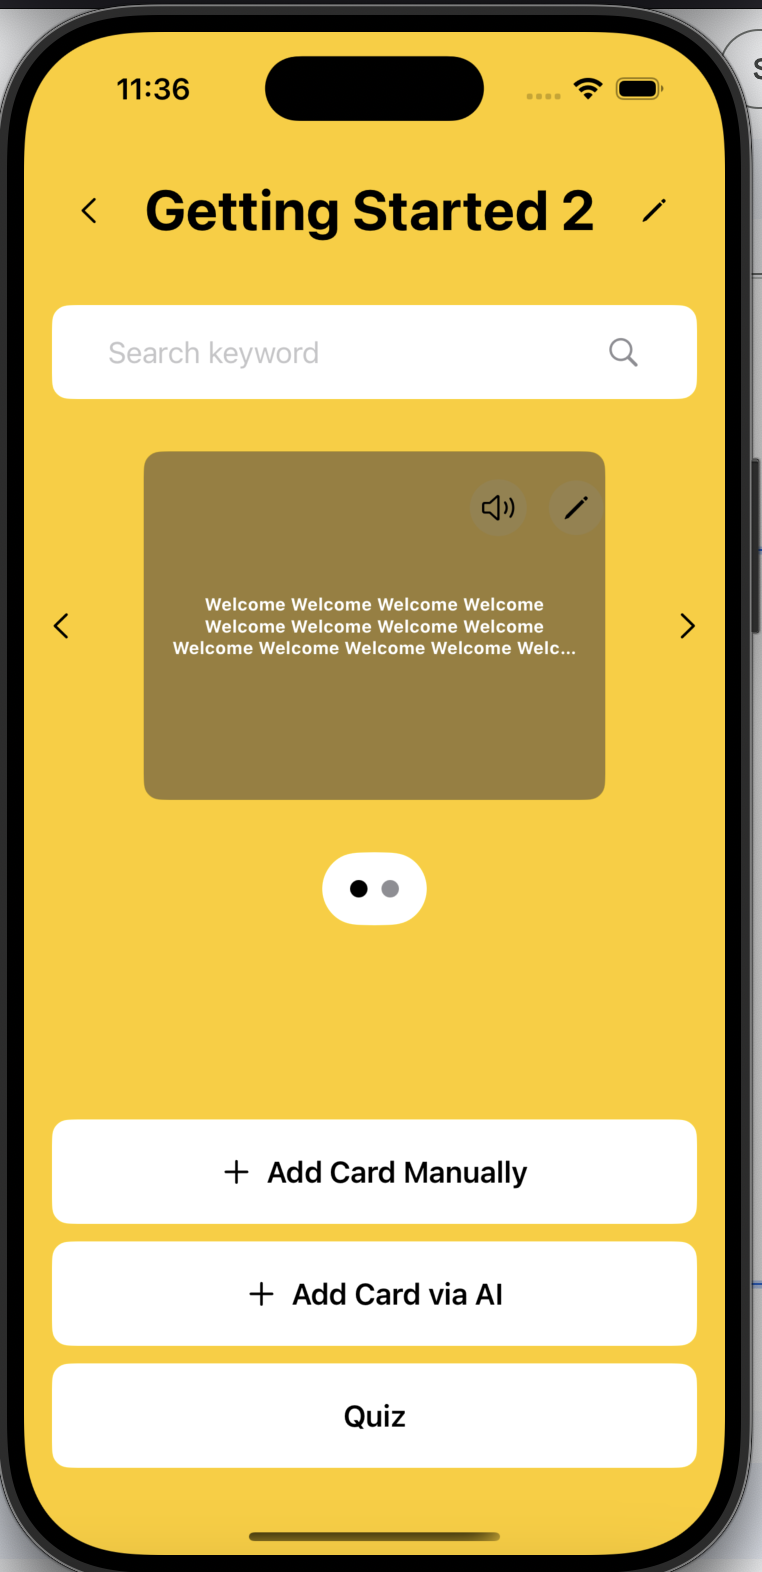 11:36
Getting Started 2
Search keyword
Welcome Welcome Welcome Welcome
Welcome Welcome Welcome Welcome
Welcome Welcome Welcome Welcome Welc...
+ Add Card Manually
+ Add Card via AI
Quiz